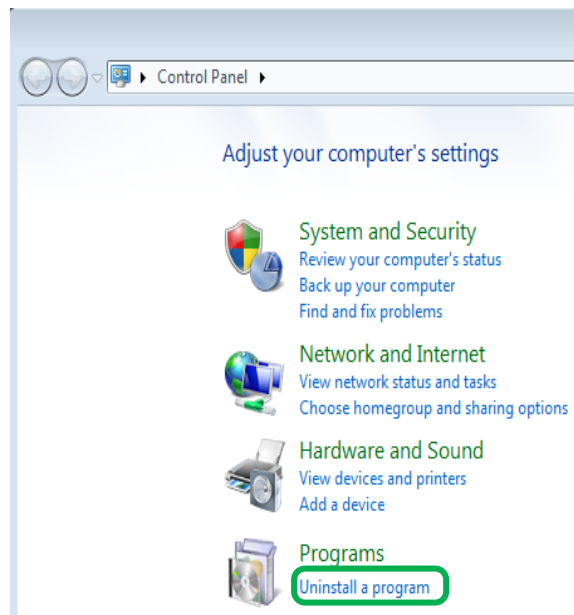 Control Panel
Adjust your computer's settings
System and Security
Review your computer's status
Back up your computer
Find and fix problems
Network and Internet
View network status and tasks
Choose homegroup and sharing options
Hardware and Sound
View devices and printers
Add a device
Programs
Uninstall a program